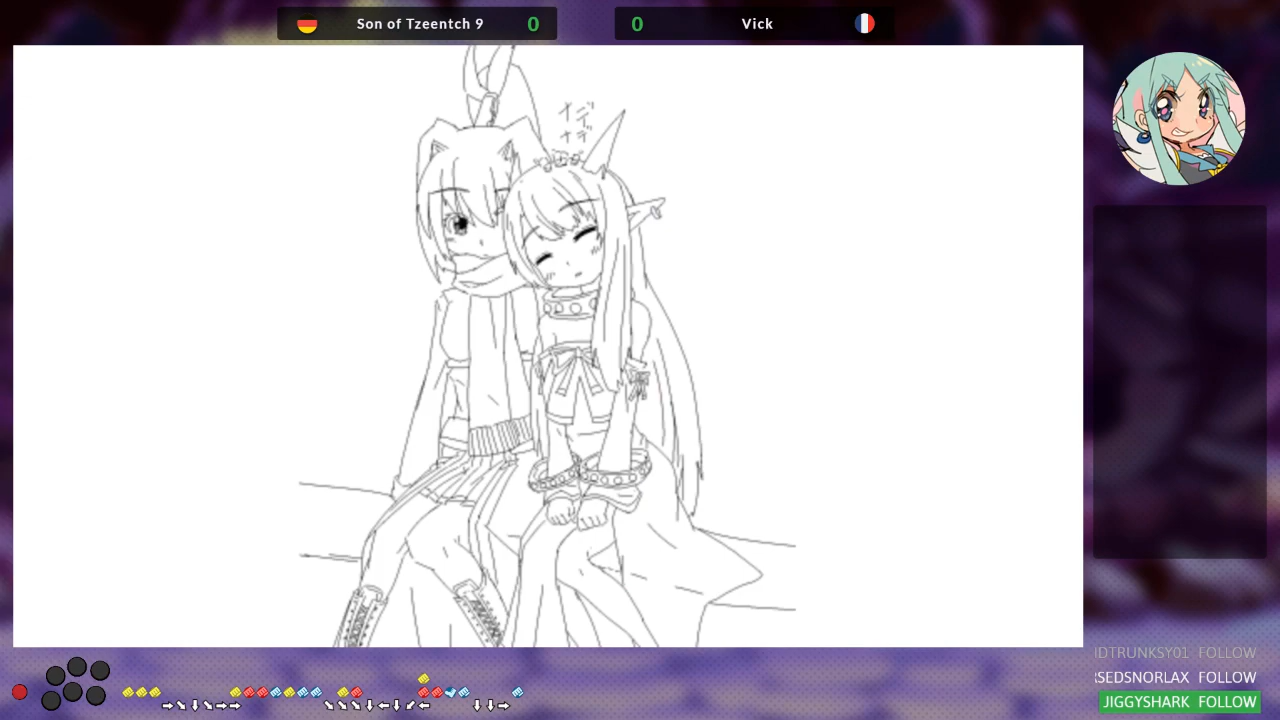 Son of Tzeentch 9 0
0 Vick
IDTRUNKSY01 FOLLOW
SEDSNORLAX FOLLOW
JIGGYSHARK FOLLOW